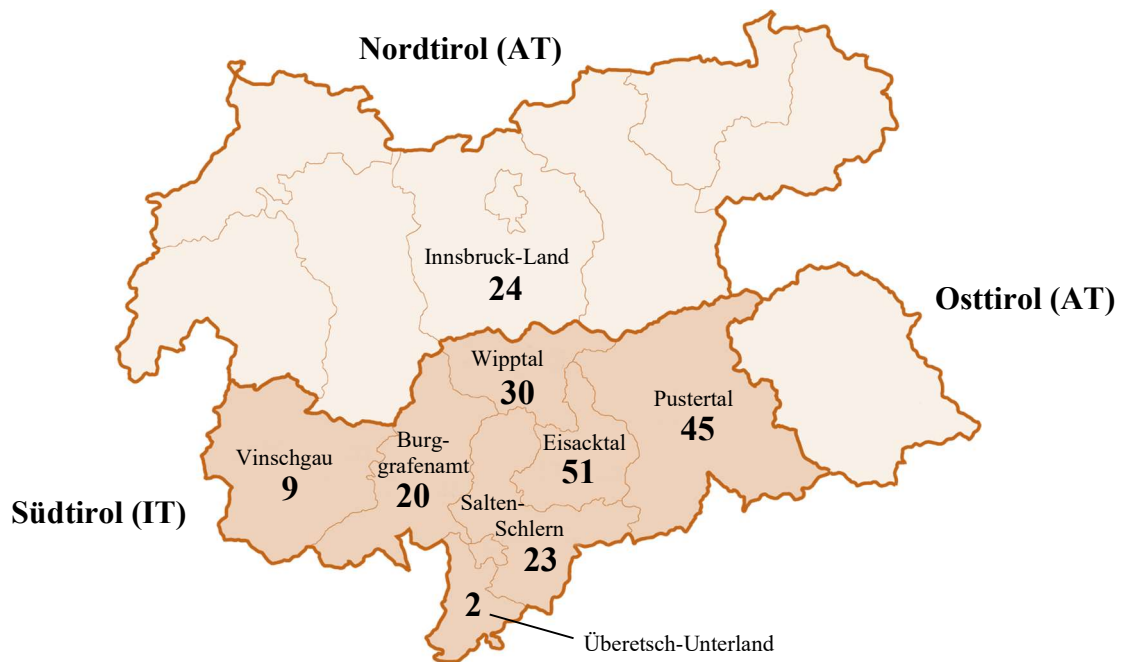 Nordtirol (AT)
Innsbruck-Land
24
Osttirol (AT)
Wipptal
30
Pustertal
45
Burg-
grafenamt
20
Eisacktal
51
Vinschgau
9
Südtirol (IT)
Salten-
Schlern
23
2
Überetsch-Unterland